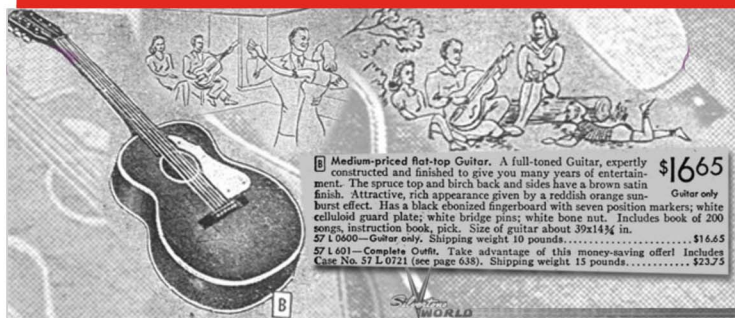 B Medium-priced flat-top Guitar. A full-toned Guitar, expertly
constructed and finished to give you many years of entertain-
ment. The spruce top and birch back and sides have a brown satin
finish. Attractive, rich appearance given by a reddish orange sun-
burst effect. Has a black ebonized fingerboard with seven position markers; white
celluloid guard plate; white bridge pins; white bone nut. Includes book of 200
songs, instruction book, pick. Size of guitar about 39x14¾ in.
$16.65
Guitar only
57 L 0600—Guitar only. Shipping weight 10 pounds.......................$16.65
57 L 601—Complete Outfit. Take advantage of this money-saving offer! Includes
Case No. 57 L 0721 (see page 638). Shipping weight 15 pounds.............$23.75
B
Silvertone
WORLD